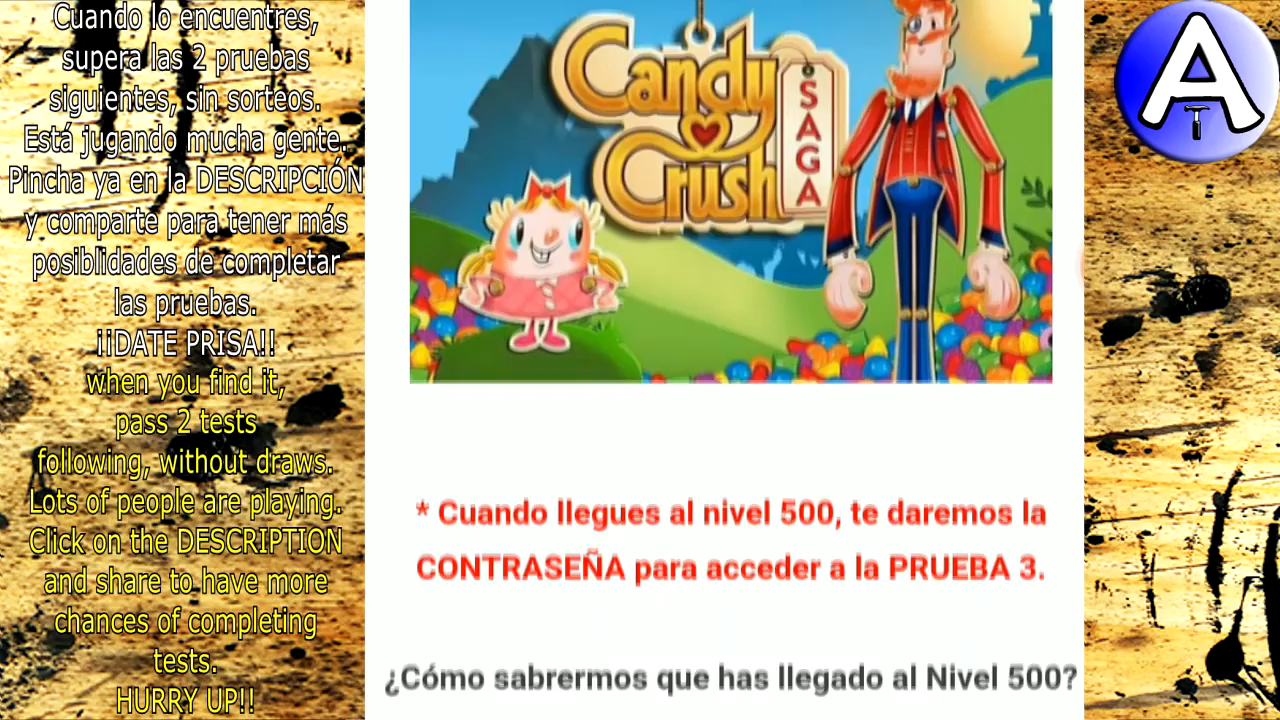 Cuando lo encuentres,
supera las 2 pruebas
siguientes, sin sorteos.
Está jugando mucha gente.
Pincha ya en la DESCRIPCIÓN
y comparte para tener más
posiblidades de completar
las pruebas.
¡¡DATE PRISA!!
when you find it,
pass 2 tests
following, without draws.
Lots of people are playing.
Click on the DESCRIPTION
and share to have more
chances of completing
tests.
HURRY UP!!
Candy
Crush
SAGA
* Cuando llegues al nivel 500, te daremos la
CONTRASEÑA para acceder a la PRUEBA 3.
¿Cómo sabrermos que has llegado al Nivel 500?
A